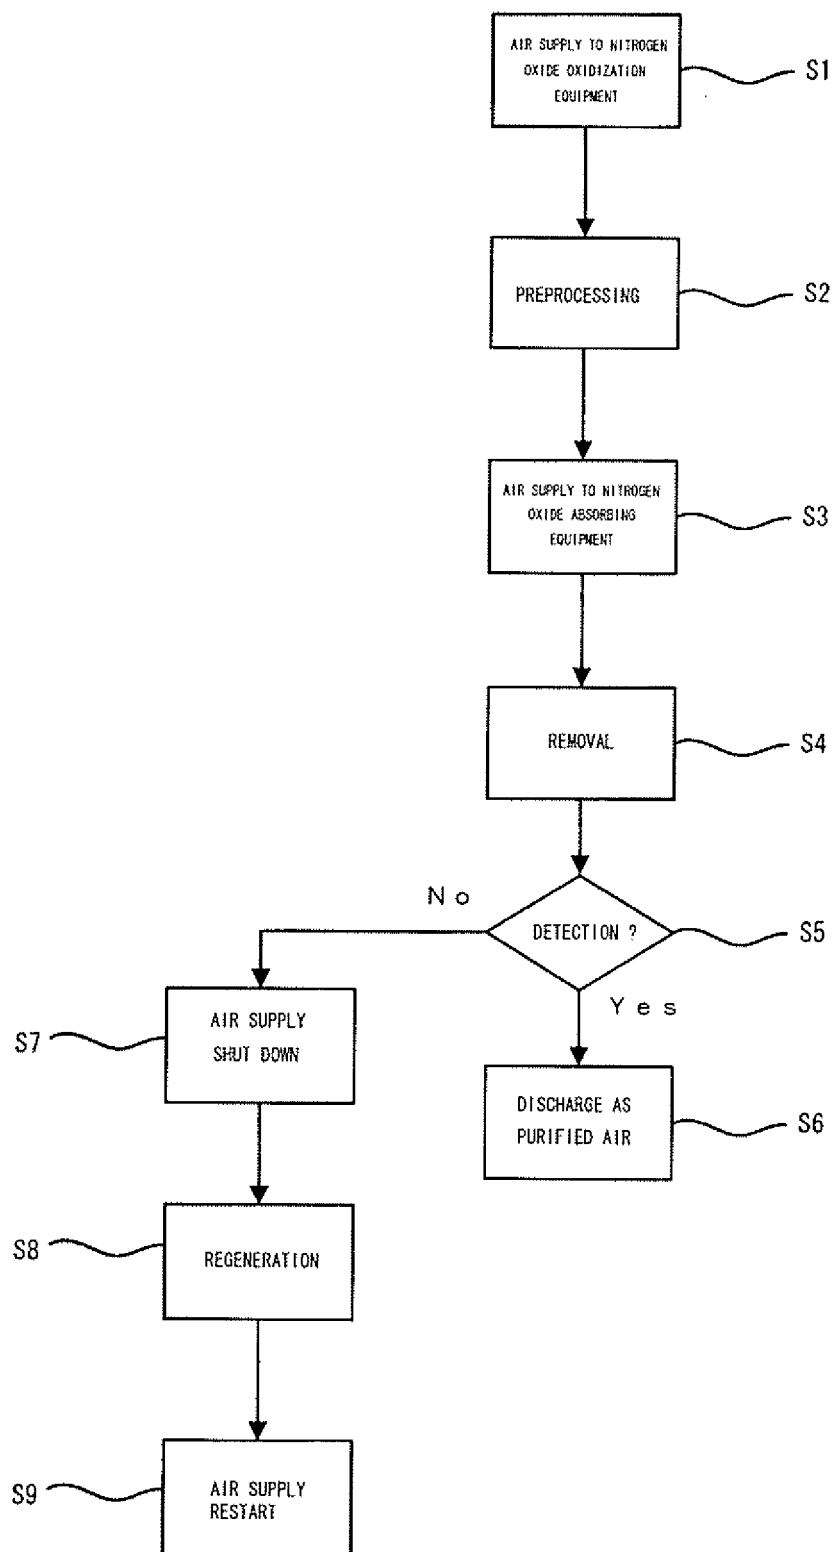 AIR SUPPLY TO NITROGEN
OXIDE OXIDIZATION
EQUIPMENT
S1
PREPROCESSING
S2
AIR SUPPLY TO NITROGEN
OXIDE ABSORBING
EQUIPMENT
S3
REMOVAL
S4
No
DETECTION ?
S5
Yes
S7
AIR SUPPLY
SHUT DOWN
DISCHARGE AS
PURIFIED AIR
S6
S8
REGENERATION
S9
AIR SUPPLY
RESTART